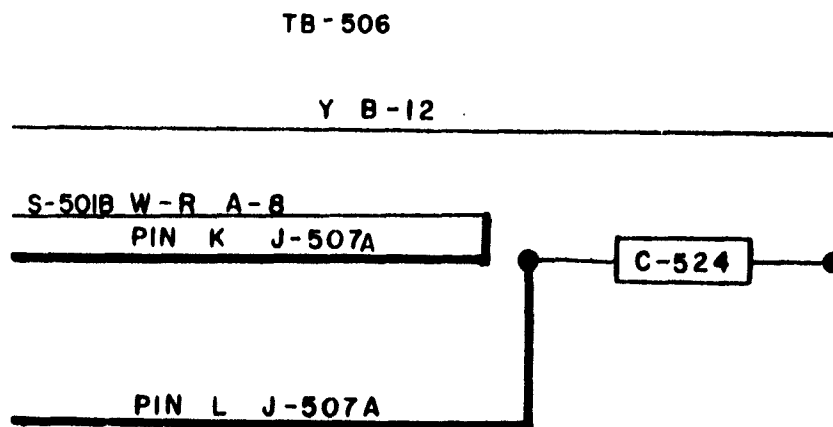 TB-506
Y B-12
S-501B W-R A-8
PIN K J-507A
C-524
PIN L J-507A